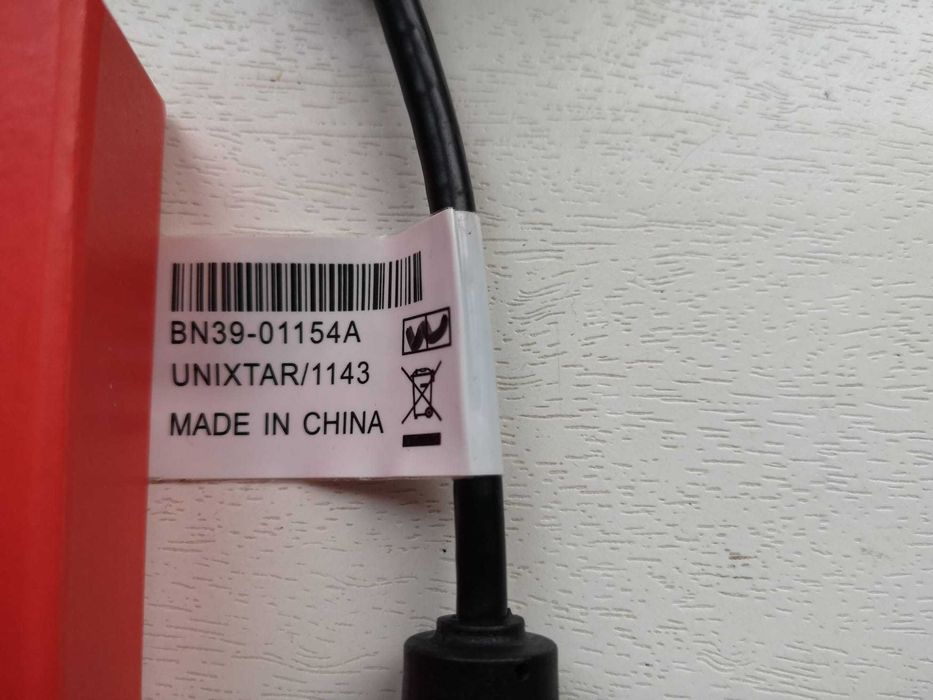 BN39-01154A
UNIXTAR/1143
MADE IN CHINA